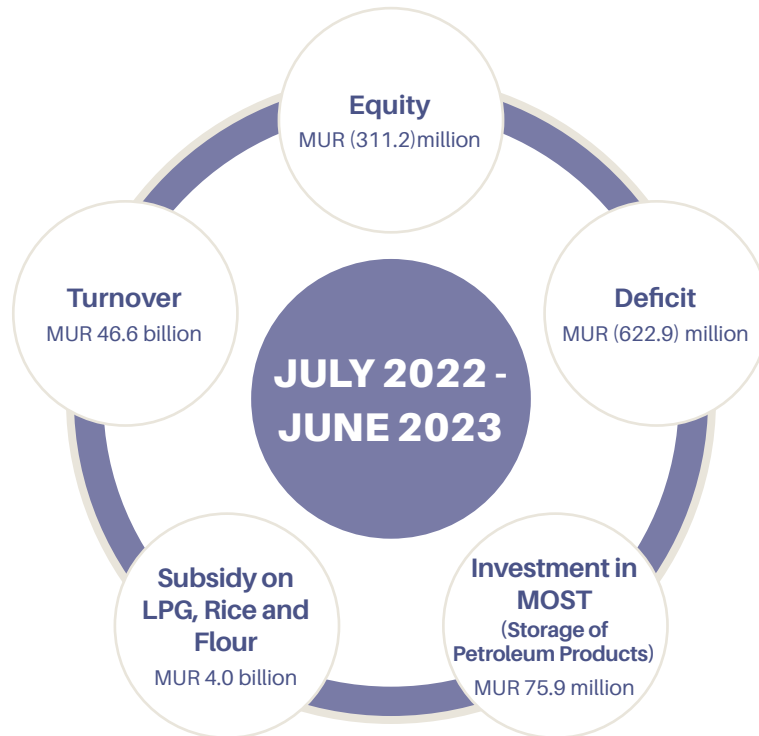 Equity
MUR (311.2)million
Turnover
MUR 46.6 billion
Deficit
MUR (622.9) million
JULY 2022 -
JUNE 2023
Subsidy on
LPG, Rice and
Flour
MUR 4.0 billion
Investment in
MOST
(Storage of
Petroleum Products)
MUR 75.9 million